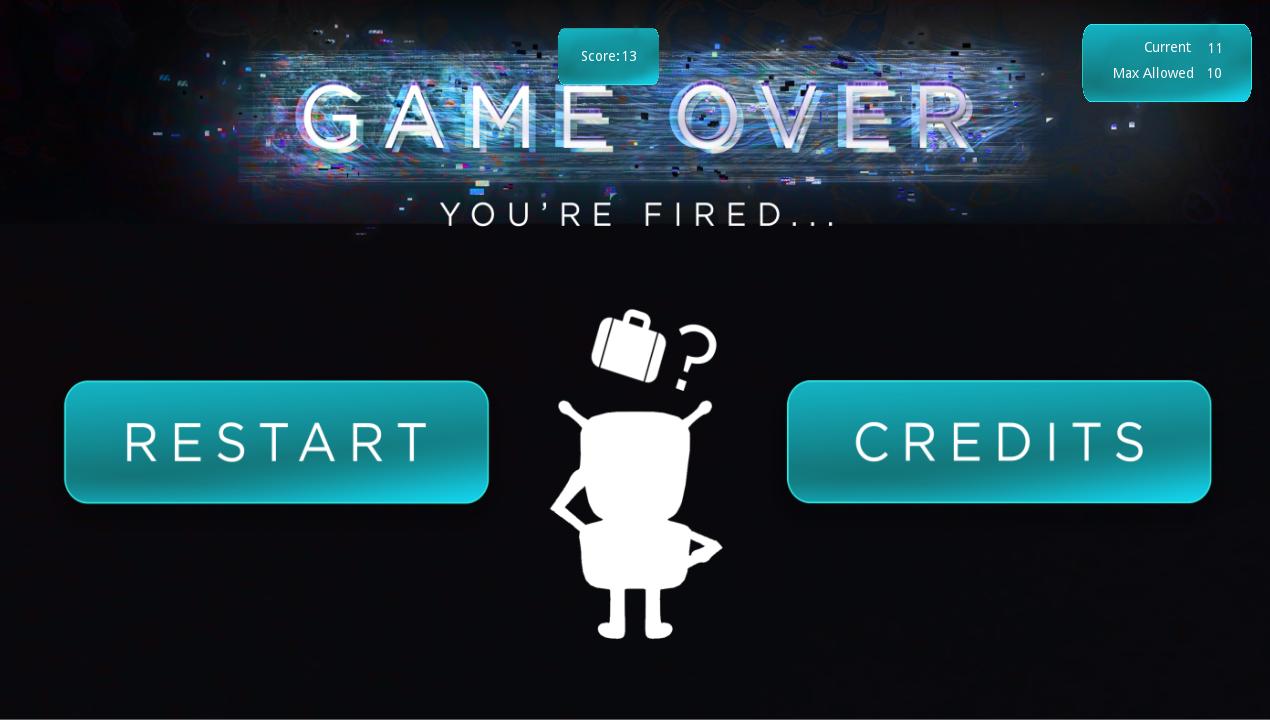 Score: 13
Current 11
Max Allowed 10
GAME OVER
YOU'RE FIRED...
?
RESTART
CREDITS